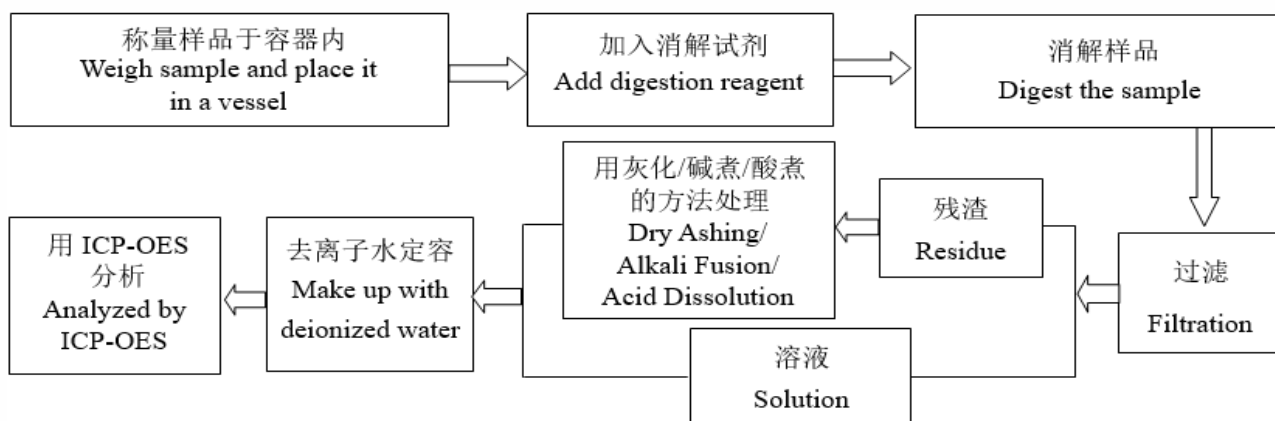 称量样品于容器内
Weigh sample and place it
in a vessel
加入消解试剂
Add digestion reagent
消解样品
Digest the sample
过滤
Filtration
残渣
Residue
用灰化/碱煮/酸煮
的方法处理
Dry Ashing/
Alkali Fusion/
Acid Dissolution
溶液
Solution
去离子水定容
Make up with
deionized water
用 ICP-OES
分析
Analyzed by
ICP-OES